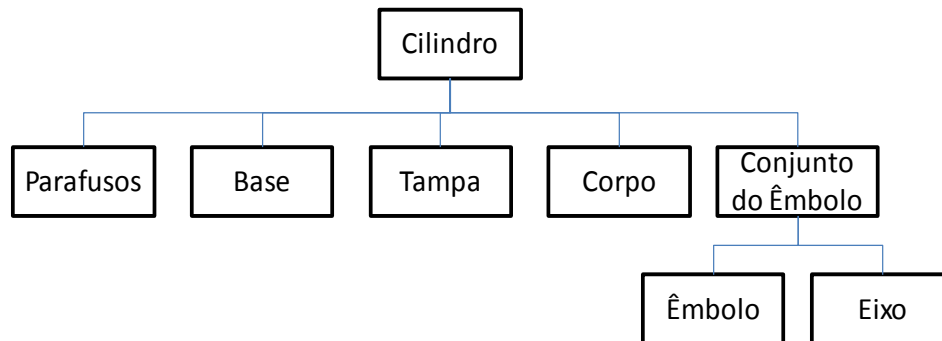 Cilindro
Parafusos
Base
Tampa
Corpo
Conjunto
do Êmbolo
Êmbolo
Eixo